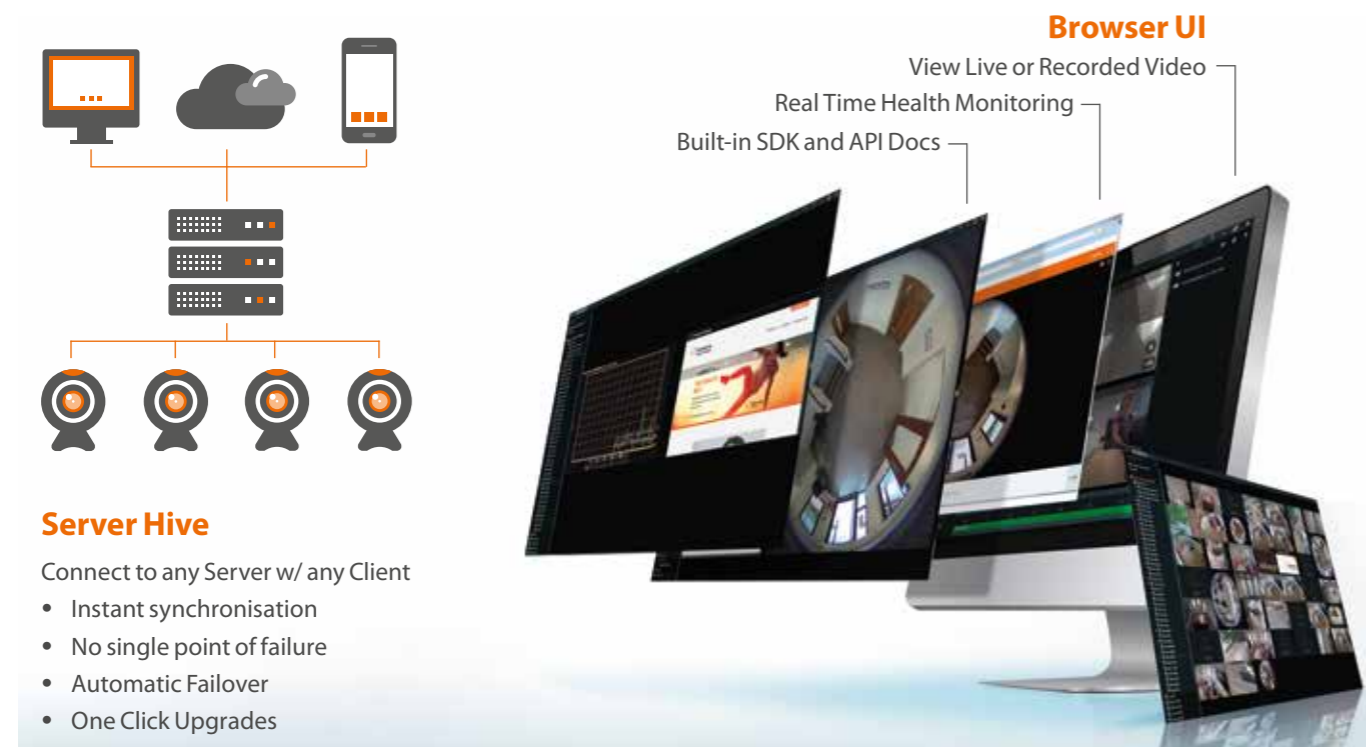 Browser UI
View Live or Recorded Video
Real Time Health Monitoring
Built-in SDK and API Docs
Server Hive
Connect to any Server w/ any Client
• Instant synchronisation
• No single point of failure
• Automatic Failover
• One Click Upgrades